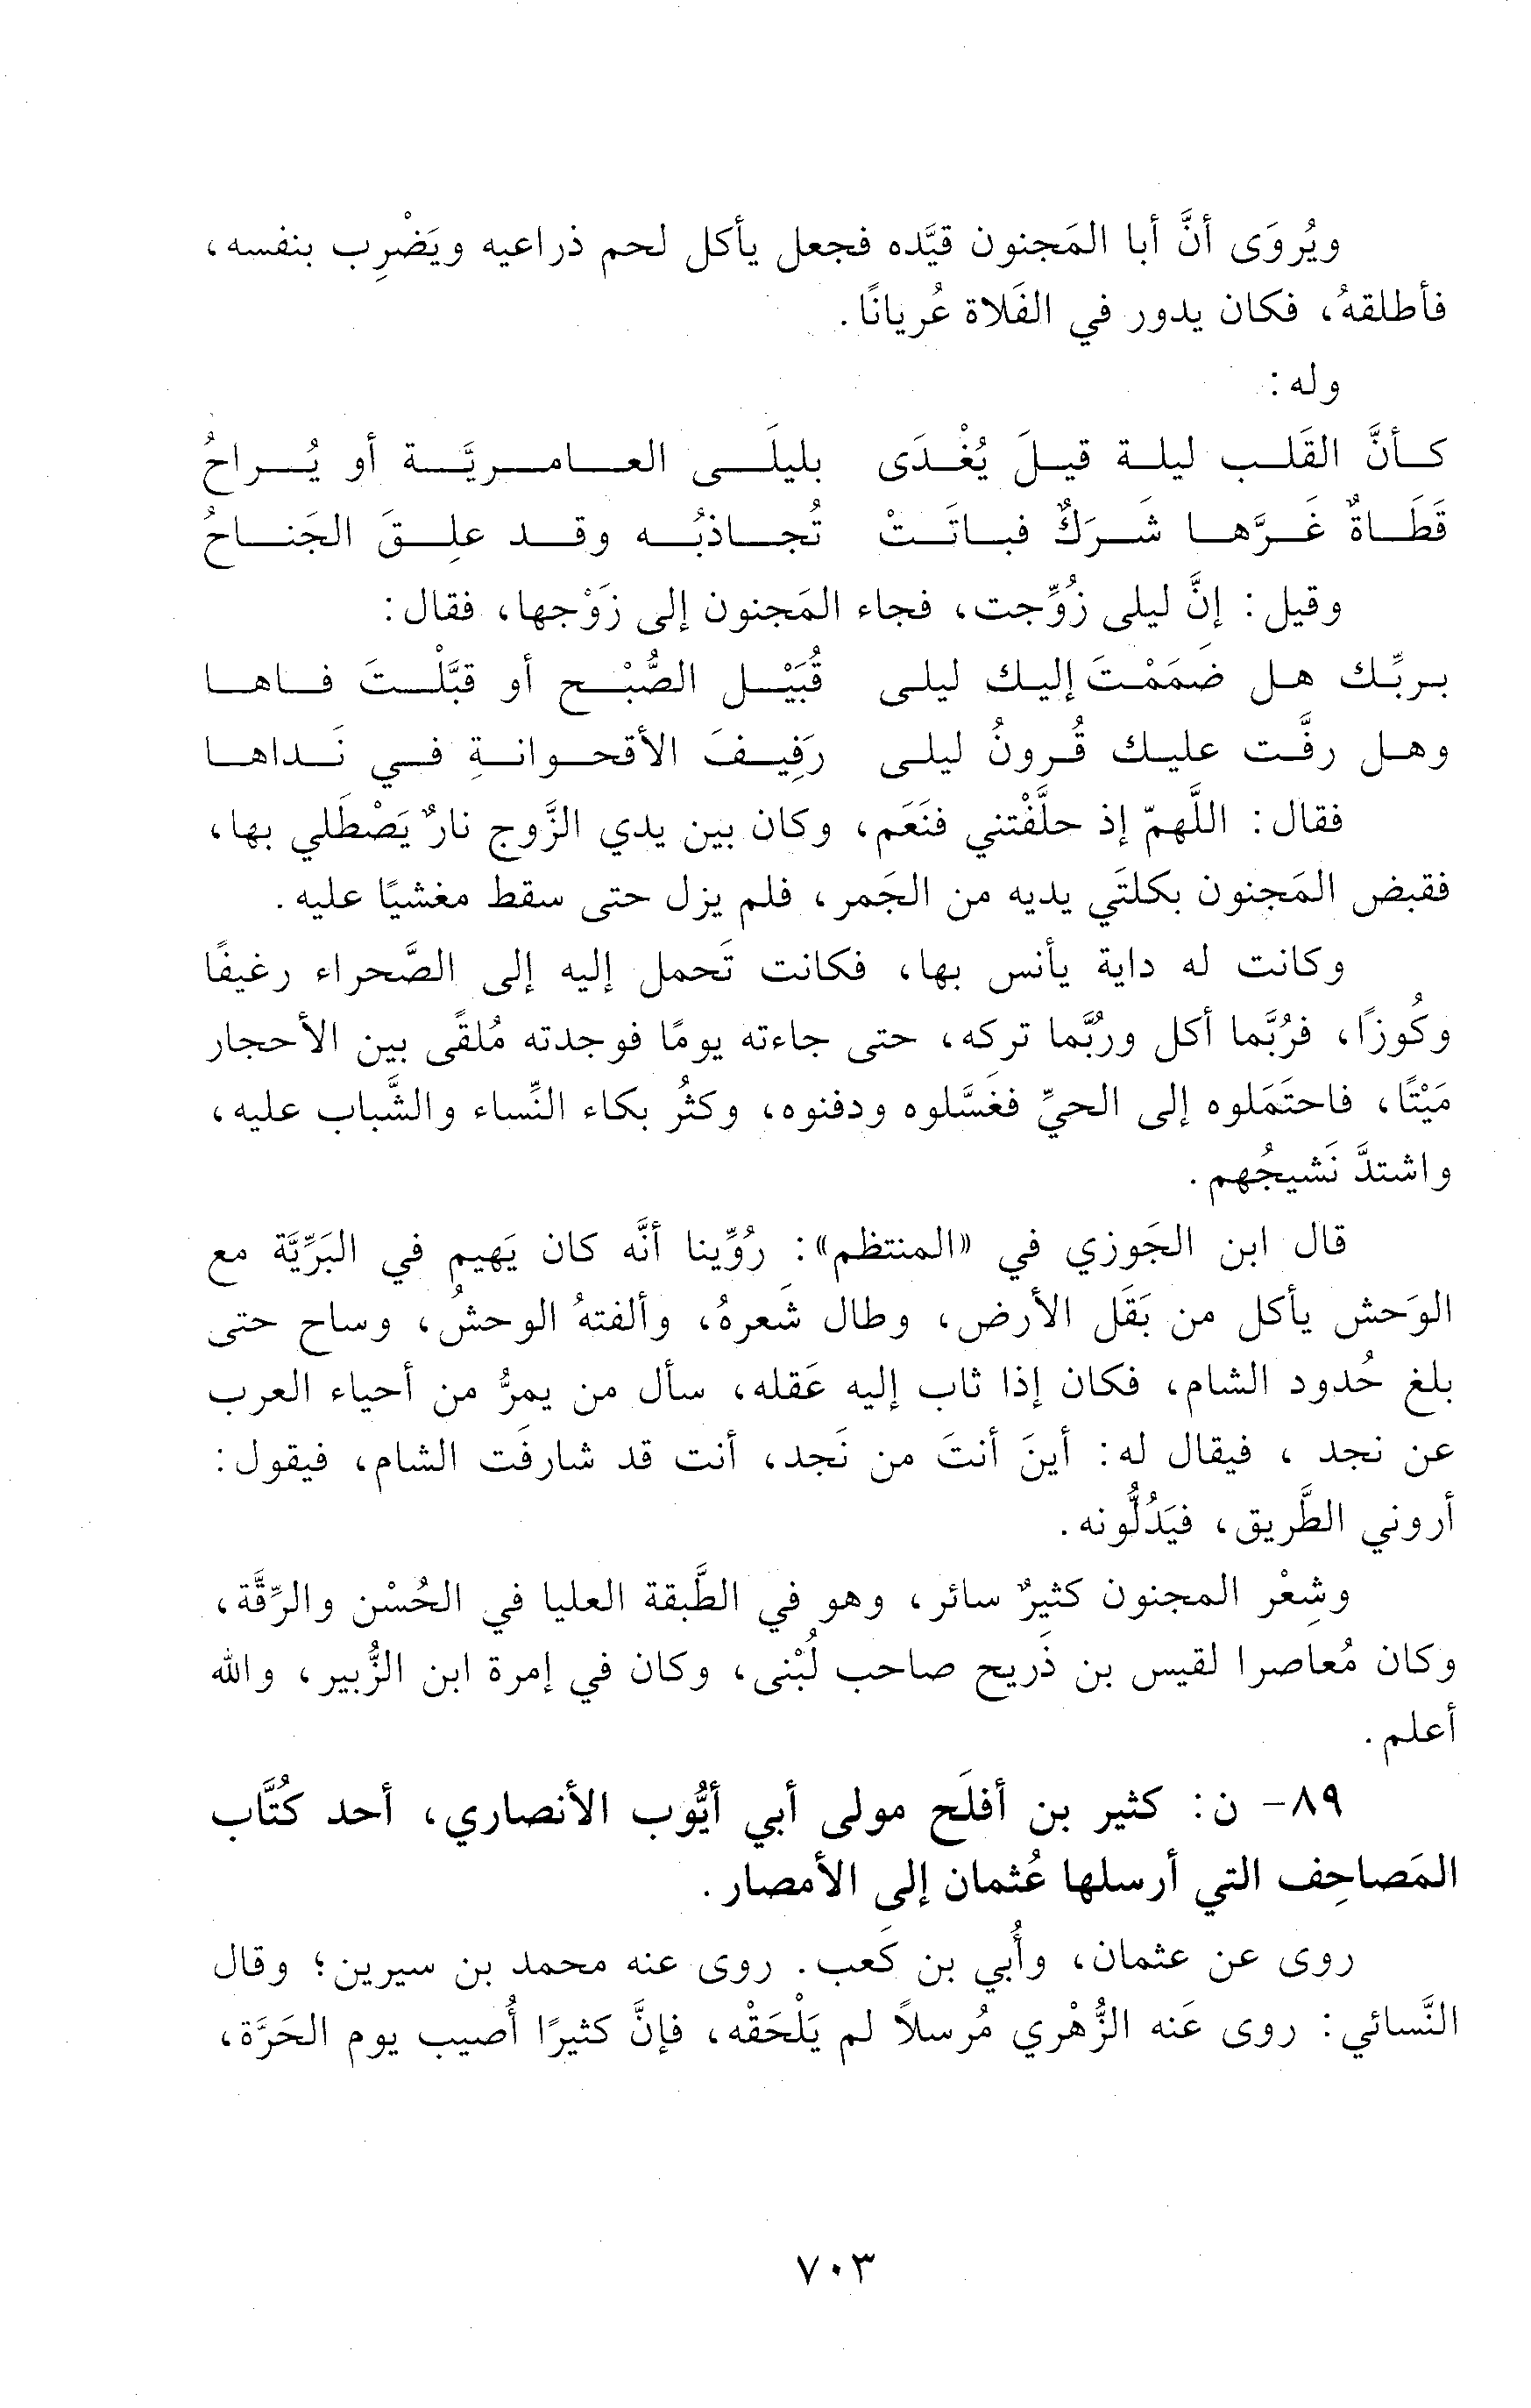 ويُروَى أنَّ أبا المَجنون قيَّده فجعل يأكل لحم ذراعيه ويَضْرِب بنفسه،
فأطلقهُ، فكان يدور في الفَلاة عُريانًا.
وله:
كأنَّ القَلب ليلة قيلَ يُغْدَى بليلَى العامريَّة أو يُراحُ
قَطَاةٌ غَرَّها شَرَكٌ فباتَتْ تُجاذبُه وقد علِقَ الجَناحُ
وقيل: إنَّ ليلى زُوِّجت، فجاء المَجنون إلى زَوْجها، فقال:
بربِّك هل ضَمَمْتَ إليك ليلى قُبَيْل الصُّبْح أو قبَّلْتَ فاها
وهل رفَّت عليك قُرونُ ليلى رَفِيفَ الأقحوانةِ في نَداها
فقال: اللَّهمّ إذ حلَّفْتني فنَعَم، وكان بين يدي الزَّوج نارٌ يَصْطَلي بها،
فقبض المَجنون بكلتَي يديه من الجَمر، فلم يزل حتى سقط مغشيًا عليه.
وكانت له داية يأنس بها، فكانت تَحمل إليه إلى الصَّحراء رغيفًا
وكُوزًا، فرُبَّما أكل ورُبَّما تركه، حتى جاءته يومًا فوجدته مُلقًى بين الأحجار
مَيْتًا، فاحتَمَلوه إلى الحيِّ فغَسَّلوه ودفنوه، وكثُر بكاء النِّساء والشَّباب عليه،
واشتدَّ نَشيجُهم.
قال ابن الجَوزي في «المنتظم»: رُوِّينا أنَّه كان يَهيم في البَرِّيَّة مع
الوَحش يأكل من بَقَل الأرض، وطال شَعرهُ، وألفتهُ الوحشُ، وساح حتى
بلغ حُدود الشام، فكان إذا ثاب إليه عَقله، سأل من يمرُّ من أحياء العرب
عن نجد ، فيقال له: أينَ أنتَ من نَجد، أنت قد شارفَت الشام، فيقول:
أروني الطَّريق، فيَدُلُّونه.
وشِعْر المجنون كثيرٌ سائر، وهو في الطَّبقة العليا في الحُسْن والرِّقَّة،
وكان مُعاصرا لقيس بن ذَريح صاحب لُبْنى، وكان في إمرة ابن الزُّبير، والله
أعلم.
٨٩- ن: كثير بن أفلَح مولى أبي أيُّوب الأنصاري، أحد كُتَّاب
المَصاحِف التي أرسلها عُثمان إلى الأمصار.
روى عن عثمان، وأُبي بن كَعب. روى عنه محمد بن سيرين؛ وقال
النَّسائي: روى عَنه الزُّهْري مُرسلاً لم يَلْحَقْه، فإنَّ كثيرًا أُصيب يوم الحَرَّة،
٧٠٣